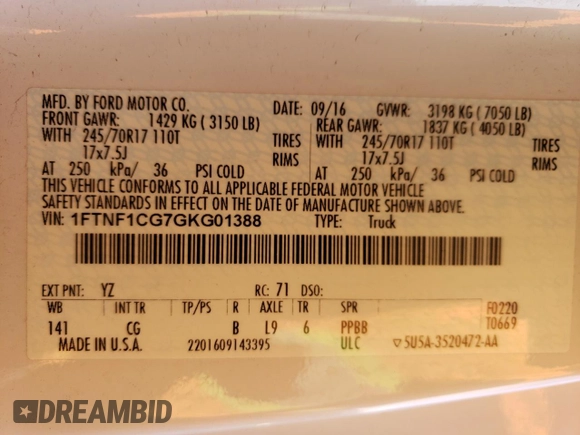 MFD. BY FORD MOTOR CO. DATE: 09/16 GVWR: 3198 KG ( 7050 LB)
FRONT GAWR: 1429 KG ( 3150 LB) REAR GAWR: 1837 KG ( 4050 LB)
WITH 245/70R17 110T TIRES WITH 245/70R17 110T TIRES
17x7.5J RIMS 17x7.5J RIMS
AT 250 kPa/ 36 PSI COLD AT 250 kPa/ 36 PSI COLD
THIS VEHICLE CONFORMS TO ALL APPLICABLE FEDERAL MOTOR VEHICLE
SAFETY STANDARDS IN EFFECT ON THE DATE OF MANUFACTURE SHOWN ABOVE.
VIN: 1FTNF1CG7GKG01388 TYPE: Truck
EXT PNT: YZ RC: 71 DSO:
WB INT TR TP/PS R AXLE TR SPR F0220
141 CG B L9 6 PPBB T0669
MADE IN U.S.A. 2201609143395 ULC ▽5U5A-3520472-AA
DREAMBID